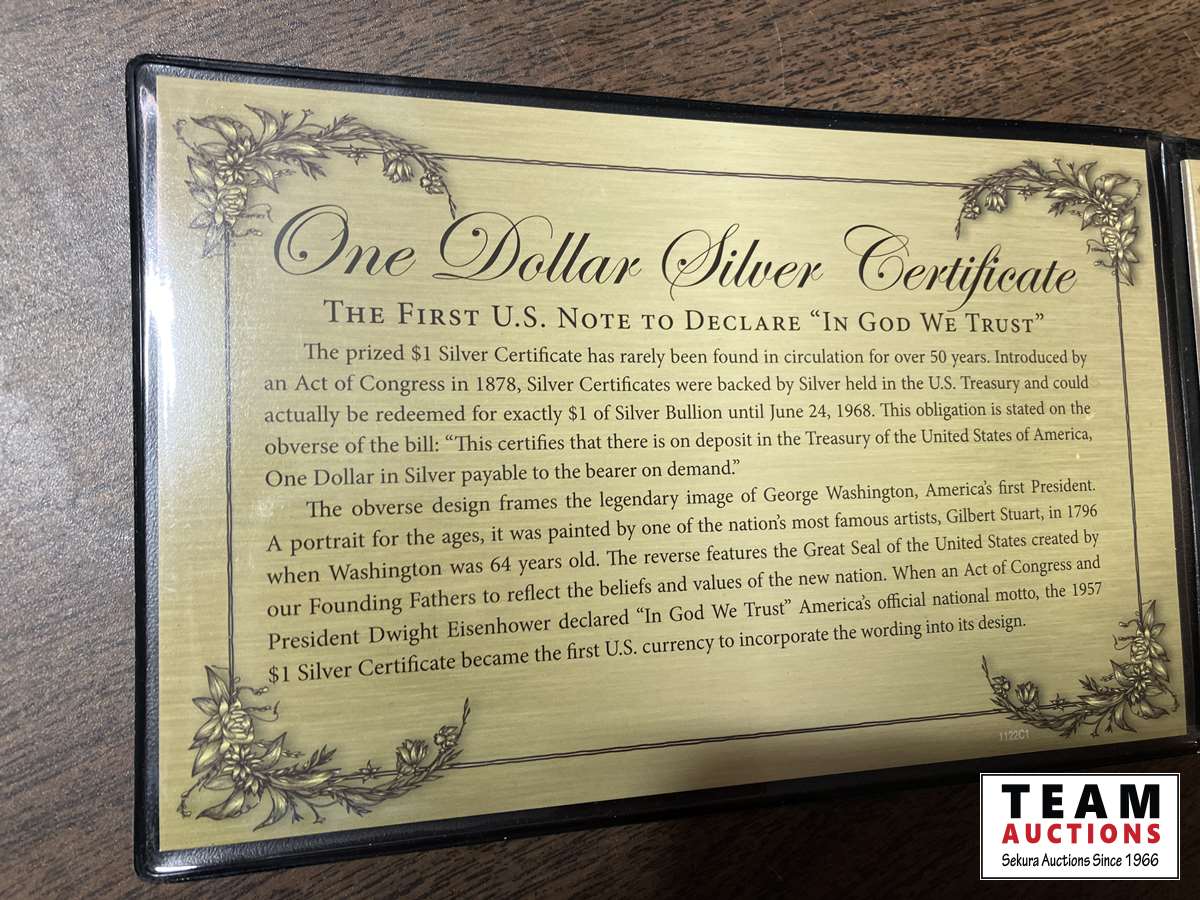 One Dollar Silver Certificate
THE FIRST U.S. NOTE TO DECLARE “IN GOD WE TRUST”
The prized $1 Silver Certificate has rarely been found in circulation for over 50 years. Introduced by
an Act of Congress in 1878, Silver Certificates were backed by Silver held in the U.S. Treasury and could
actually be redeemed for exactly $1 of Silver Bullion until June 24, 1968. This obligation is stated on the
obverse of the bill: “This certifies that there is on deposit in the Treasury of the United States of America,
One Dollar in Silver payable to the bearer on demand.”
The obverse design frames the legendary image of George Washington, America’s first President.
A portrait for the ages, it was painted by one of the nation’s most famous artists, Gilbert Stuart, in 1796
when Washington was 64 years old. The reverse features the Great Seal of the United States created by
our Founding Fathers to reflect the beliefs and values of the new nation. When an Act of Congress and
President Dwight Eisenhower declared “In God We Trust” America’s official national motto, the 1957
$1 Silver Certificate became the first U.S. currency to incorporate the wording into its design.
1122C1
TEAM
AUCTIONS
Sekura Auctions Since 1966